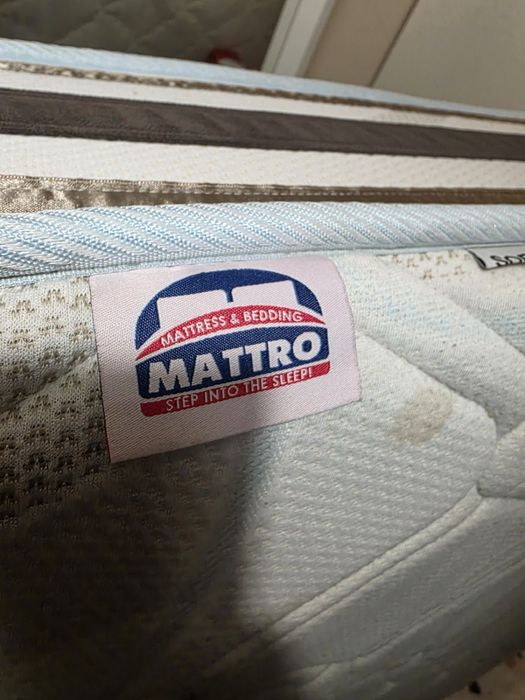 MATTRESS & BEDDING
MATTRO
STEP INTO THE SLEEP!